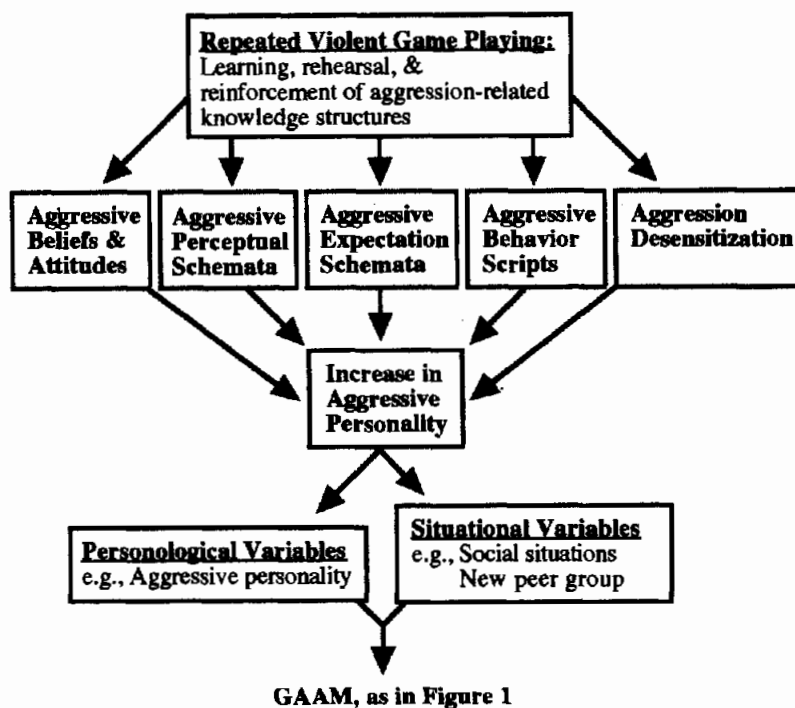 Repeated Violent Game Playing:
Learning, rehearsal, &
reinforcement of aggression-related
knowledge structures
Aggressive
Beliefs &
Attitudes
Aggressive
Perceptual
Schemata
Aggressive
Expectation
Schemata
Aggressive
Behavior
Scripts
Aggression
Desensitization
Increase in
Aggressive
Personality
Personological Variables
e.g., Aggressive personality
Situational Variables
e.g., Social situations
New peer group
GAAM, as in Figure 1